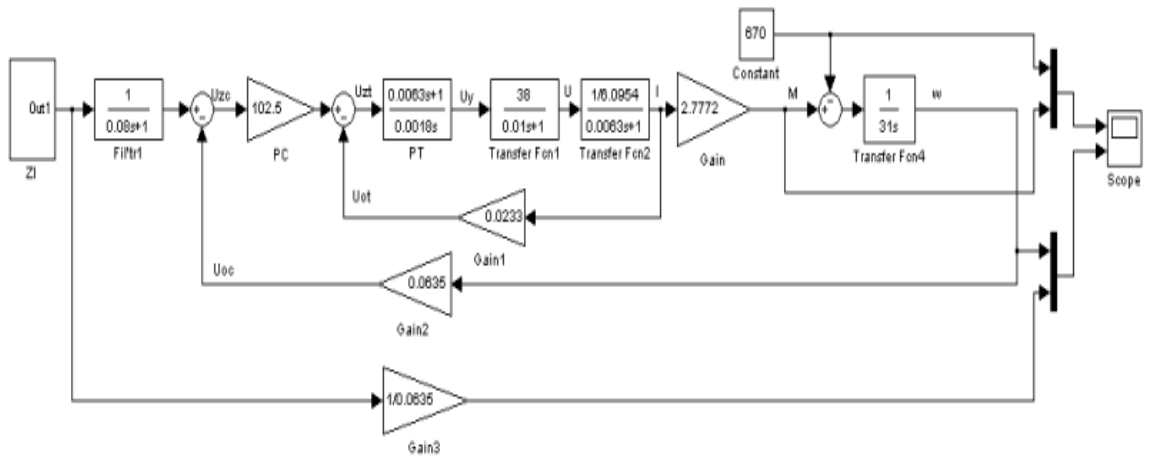 670
Constant
Out1
ZI
1
0.08s+1
Filtr1
Uzc
102.5
PC
Uzt
0.0063s+1
0.0018s
PT
Uy
38
0.01s+1
Transfer Fcn1
U
1/6.0954
0.0063s+1
Transfer Fcn2
I
2.7772
Gain
M
1
31s
Transfer Fcn4
w
Scope
Uot
0.0233
Gain1
Uoc
0.0635
Gain2
1/0.0635
Gain3